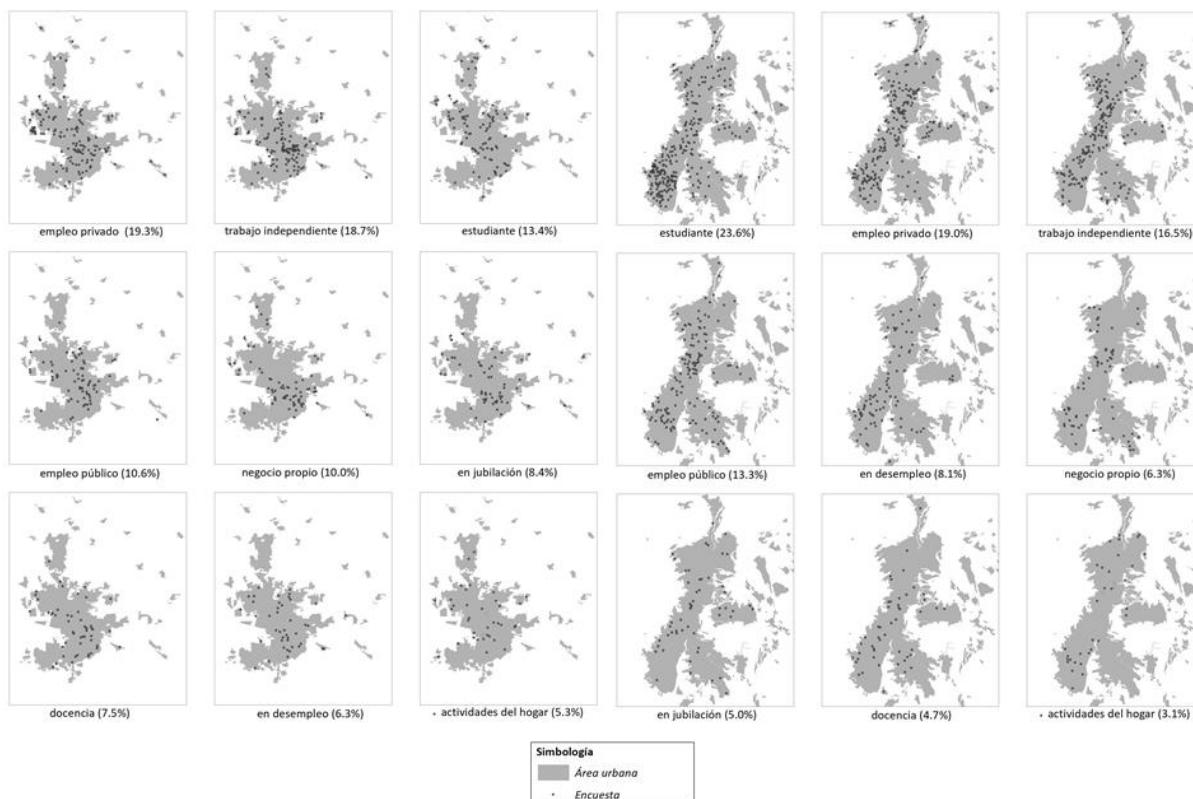 empleo privado (19.3%)
trabajo independiente (18.7%)
estudiante (13.4%)
estudiante (23.6%)
empleo privado (19.0%)
trabajo independiente (16.5%)
empleo público (10.6%)
negocio propio (10.0%)
en jubilación (8.4%)
empleo público (13.3%)
en desempleo (8.1%)
negocio propio (6.3%)
docencia (7.5%)
en desempleo (6.3%)
actividades del hogar (5.3%)
en jubilación (5.0%)
docencia (4.7%)
actividades del hogar (3.1%)
Simbología
Área urbana
Encuesta